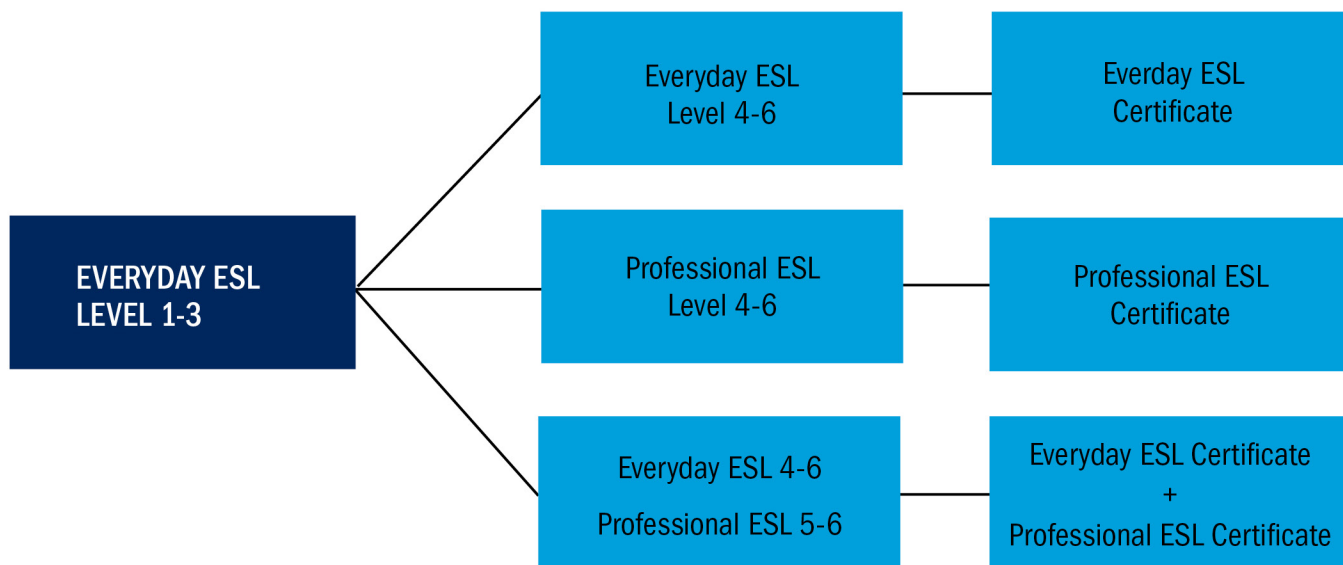 EVERYDAY ESL
LEVEL 1-3
Everyday ESL
Level 4-6
Everday ESL
Certificate
Professional ESL
Level 4-6
Professional ESL
Certificate
Everyday ESL 4-6
Professional ESL 5-6
Everyday ESL Certificate
+
Professional ESL Certificate